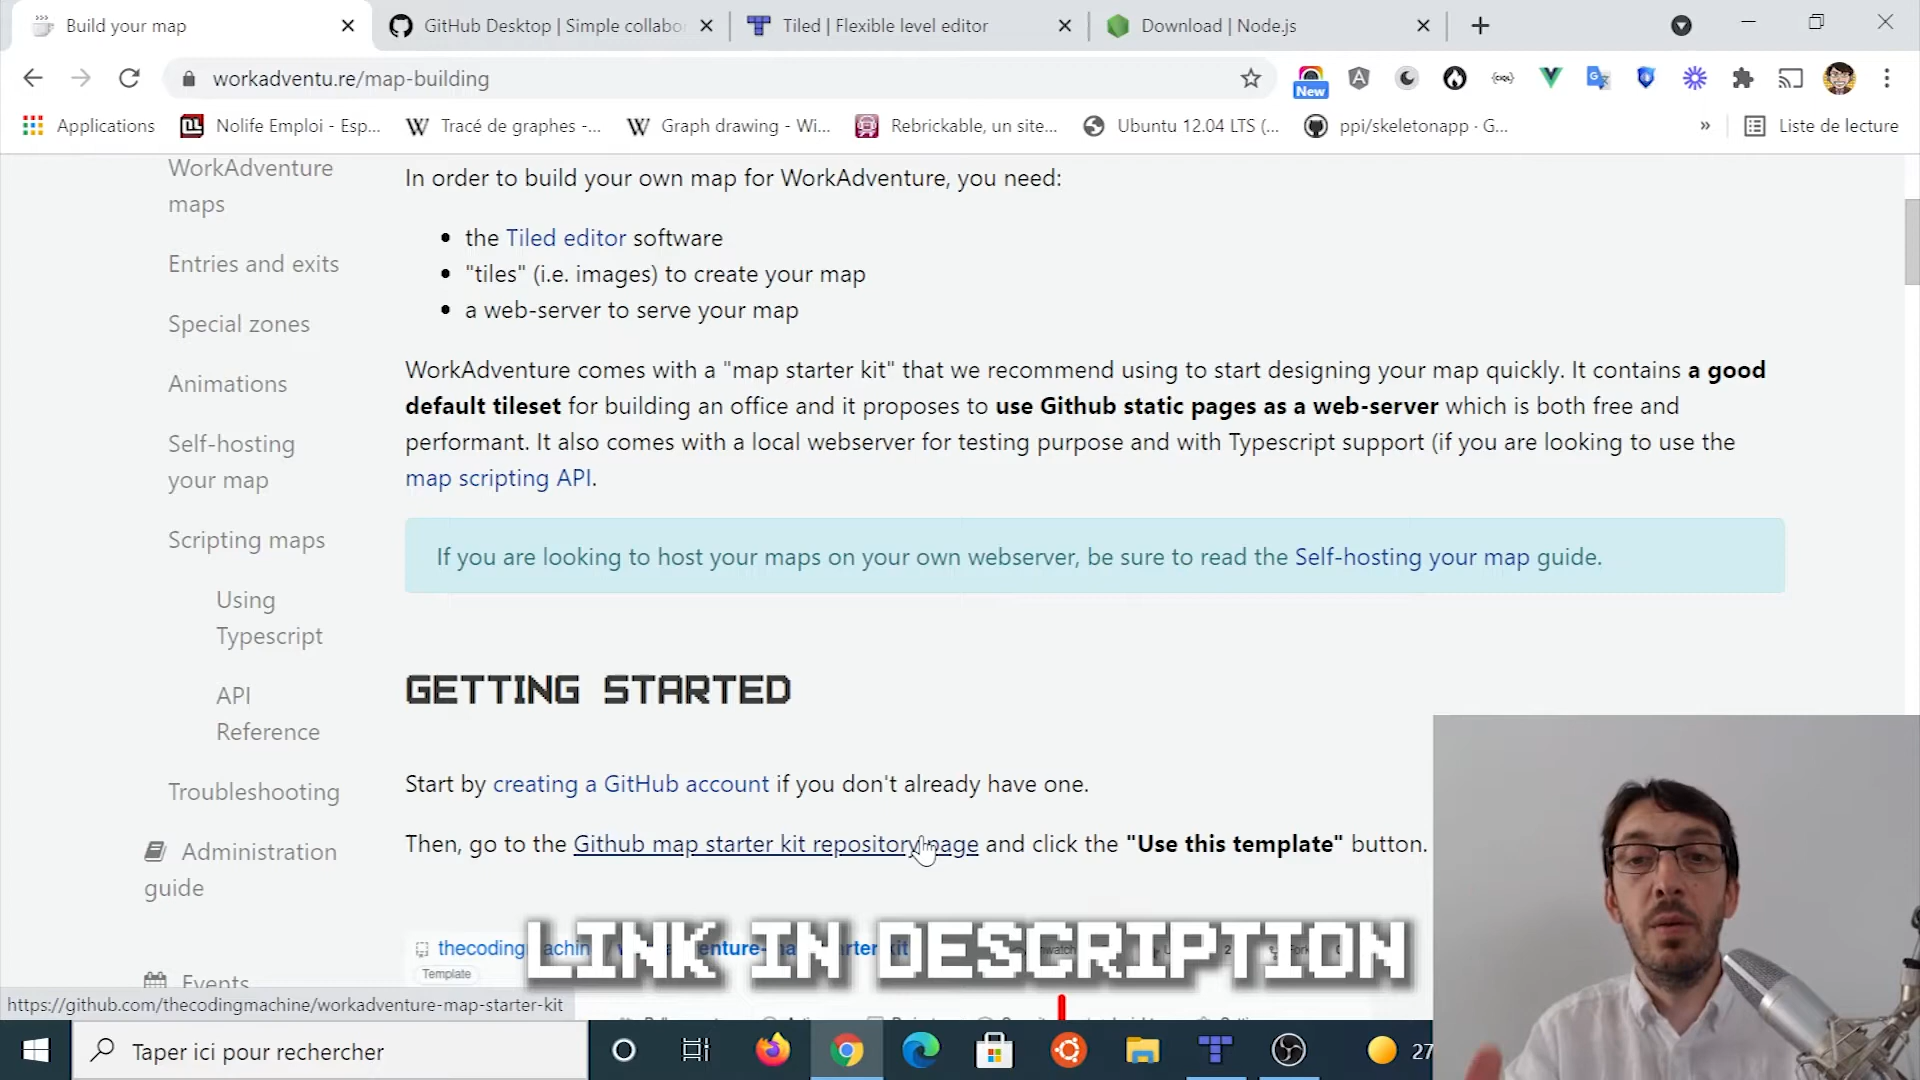 Build your map
GitHub Desktop | Simple collabo
Tiled | Flexible level editor
Download | Node.js
workadventu.re/map-building
New
Applications
Nolife Emploi - Esp...
Tracé de graphes -...
Graph drawing - Wi...
Rebrickable, un site...
Ubuntu 12.04 LTS (...
ppi/skeletonapp · G...
»
Liste de lecture
WorkAdventure
maps
Entries and exits
Special zones
Animations
Self-hosting
your map
Scripting maps
Using
Typescript
API
Reference
Troubleshooting
Administration
guide
Events
In order to build your own map for WorkAdventure, you need:
• the Tiled editor software
• "tiles" (i.e. images) to create your map
• a web-server to serve your map
WorkAdventure comes with a "map starter kit" that we recommend using to start designing your map quickly. It contains a good
default tileset for building an office and it proposes to use Github static pages as a web-server which is both free and
performant. It also comes with a local webserver for testing purpose and with Typescript support (if you are looking to use the
map scripting API.
If you are looking to host your maps on your own webserver, be sure to read the Self-hosting your map guide.
GETTING STARTED
Start by creating a GitHub account if you don't already have one.
Then, go to the Github map starter kit repository page and click the "Use this template" button.
LINK IN DESCRIPTION
Template
https://github.com/thecodingmachine/workadventure-map-starter-kit
Taper ici pour rechercher
27